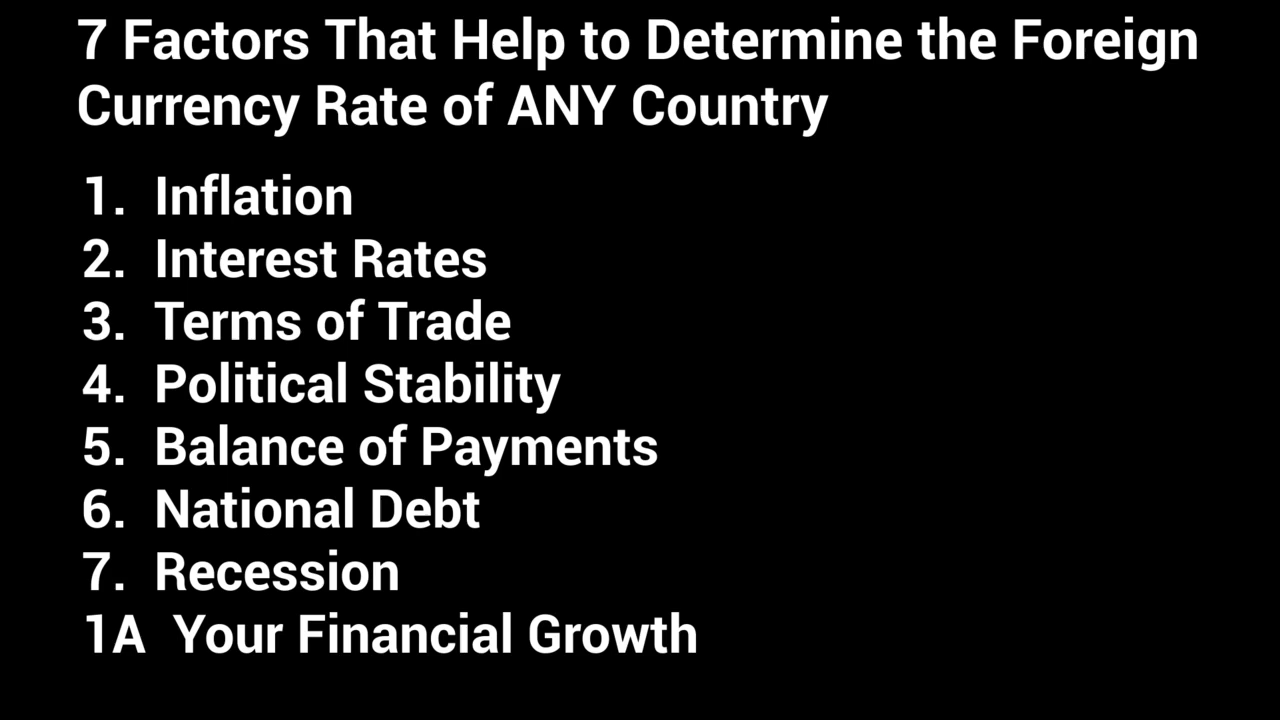 7 Factors That Help to Determine the Foreign
Currency Rate of ANY Country
1. Inflation
2. Interest Rates
3. Terms of Trade
4. Political Stability
5. Balance of Payments
6. National Debt
7. Recession
1A Your Financial Growth